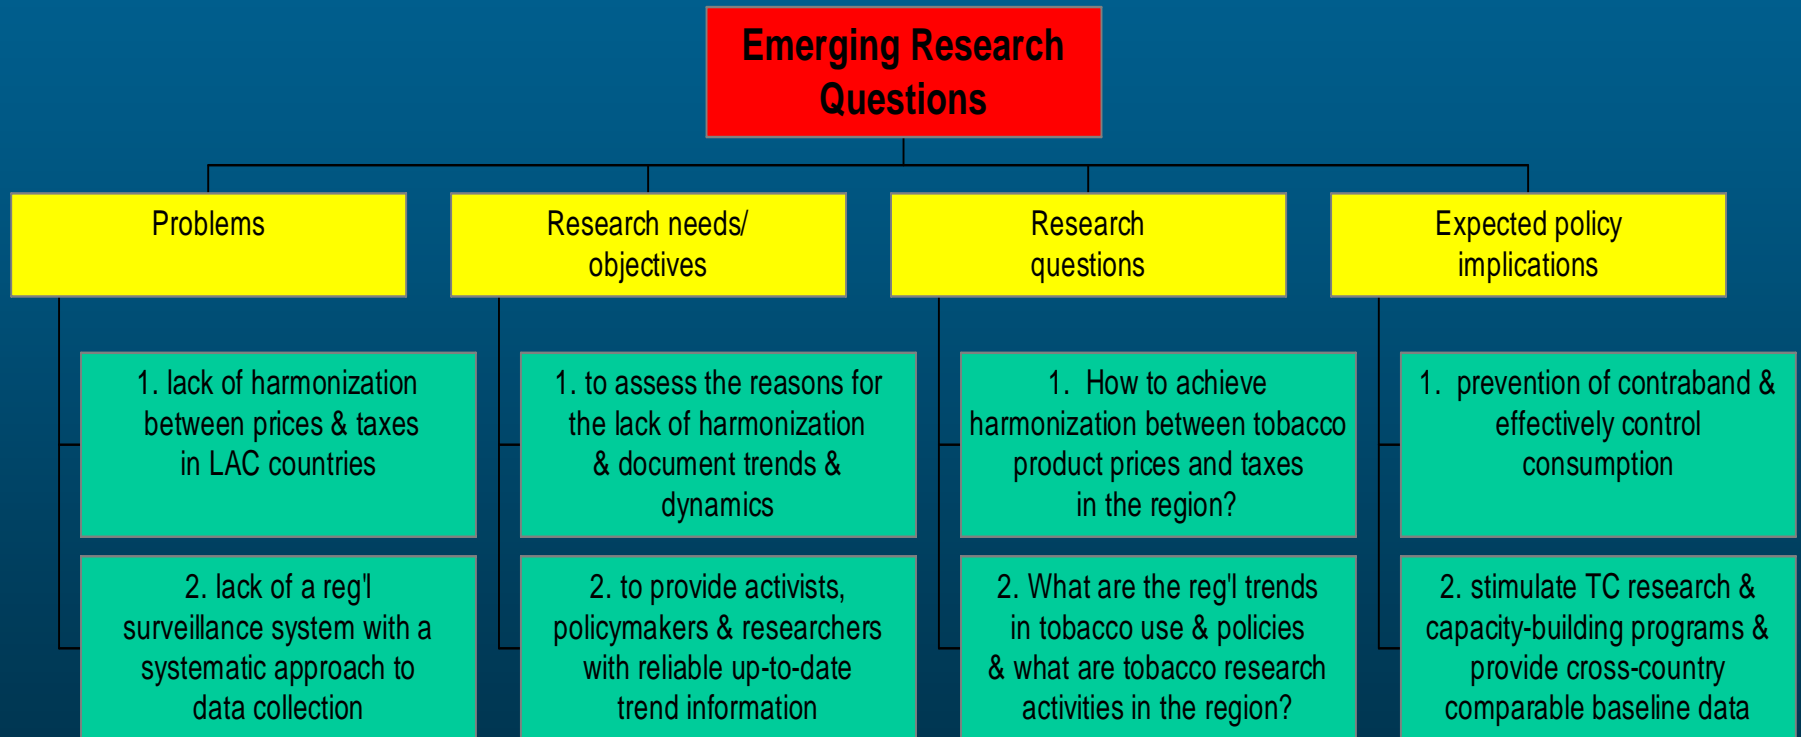 Emerging Research
Questions
Problems
Research needs/
objectives
Research
questions
Expected policy
implications
1. lack of harmonization
between prices & taxes
in LAC countries
1. to assess the reasons for
the lack of harmonization
& document trends &
dynamics
1.  How to achieve
harmonization between tobacco
product prices and taxes
in the region?
1.  prevention of contraband &
effectively control
consumption
2. lack of a reg'l
surveillance system with a
systematic approach to
data collection
2. to provide activists,
policymakers & researchers
with reliable up-to-date
trend information
2. What are the reg'l trends
in tobacco use & policies
& what are tobacco research
activities in the region?
2. stimulate TC research &
capacity-building programs &
provide cross-country
comparable baseline data